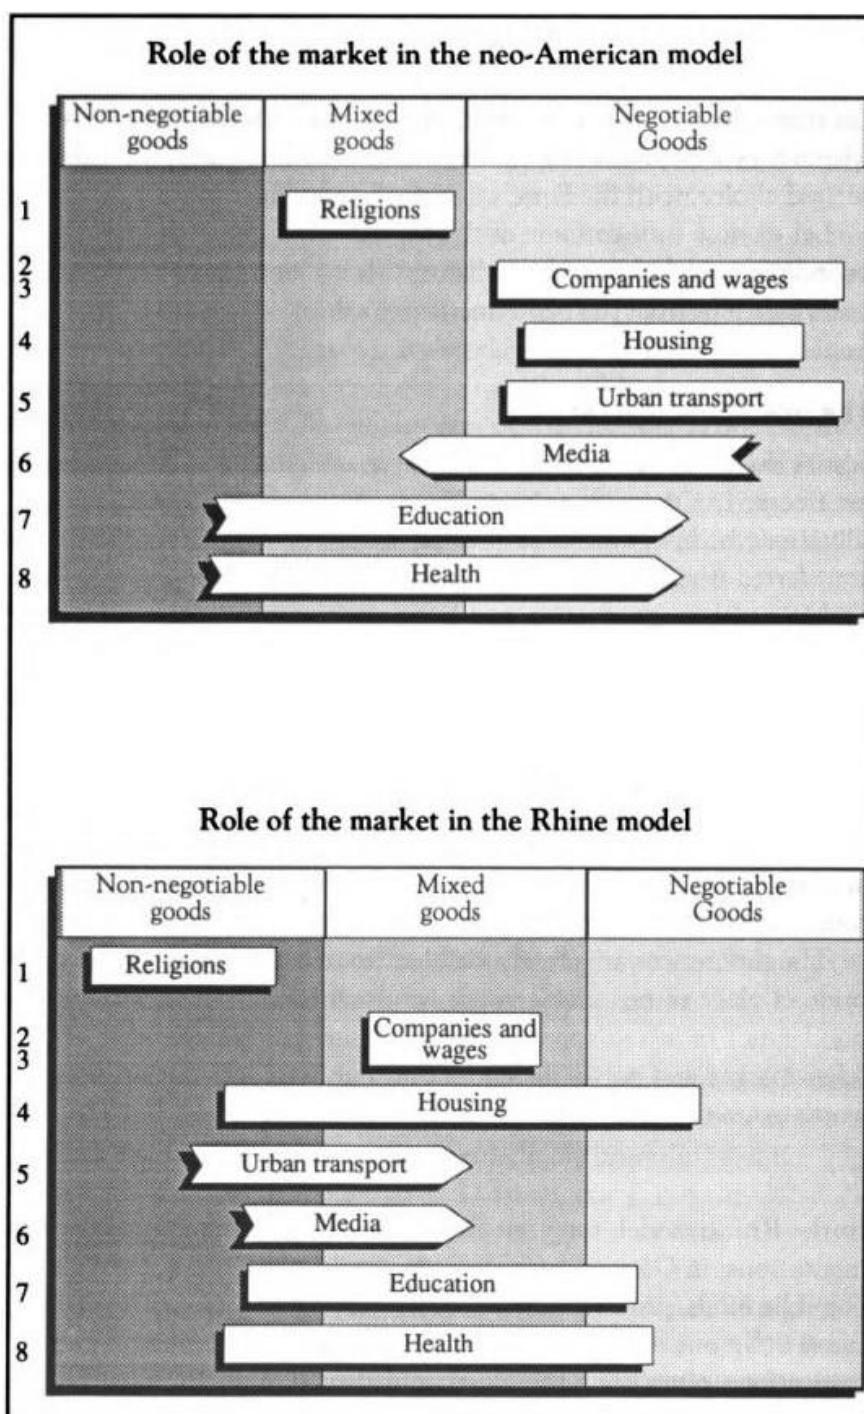 Role of the market in the neo-American model
Non-negotiable goods
Mixed goods
Negotiable Goods
1 Religions
2
3 Companies and wages
4 Housing
5 Urban transport
6 Media
7 Education
8 Health
Role of the market in the Rhine model
Non-negotiable goods
Mixed goods
Negotiable Goods
1 Religions
2
3 Companies and wages
4 Housing
5 Urban transport
6 Media
7 Education
8 Health